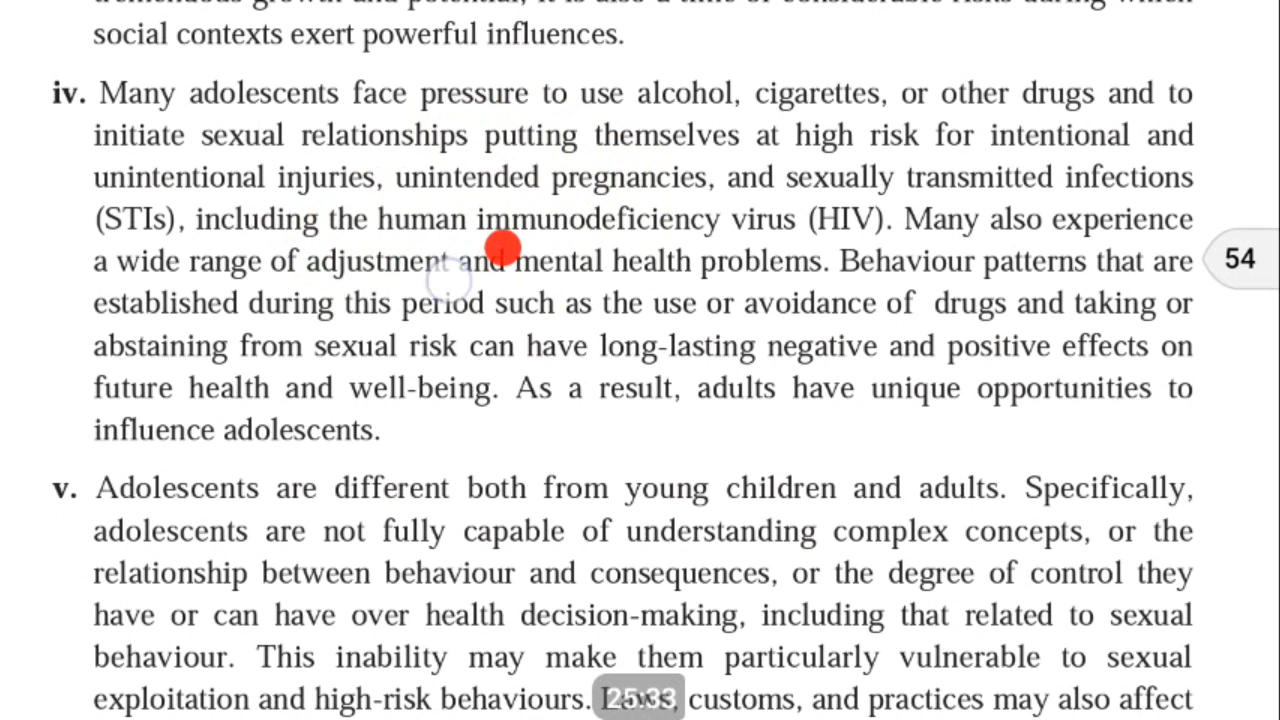 social contexts exert powerful influences.
iv. Many adolescents face pressure to use alcohol, cigarettes, or other drugs and to
initiate sexual relationships putting themselves at high risk for intentional and
unintentional injuries, unintended pregnancies, and sexually transmitted infections
(STIs), including the human immunodeficiency virus (HIV). Many also experience
a wide range of adjustment and mental health problems. Behaviour patterns that are
54
established during this period such as the use or avoidance of drugs and taking or
abstaining from sexual risk can have long-lasting negative and positive effects on
future health and well-being. As a result, adults have unique opportunities to
influence adolescents.
v. Adolescents are different both from young children and adults. Specifically,
adolescents are not fully capable of understanding complex concepts, or the
relationship between behaviour and consequences, or the degree of control they
have or can have over health decision-making, including that related to sexual
behaviour. This inability may make them particularly vulnerable to sexual
exploitation and high-risk behaviours. customs, and practices may also affect
25:33